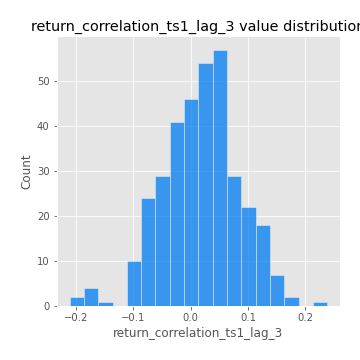 return_correlation_ts1_lag_3 value distribution
50
40
30
20
10
0
Count
−0.2 −0.1 0.0 0.1 0.2
return_correlation_ts1_lag_3